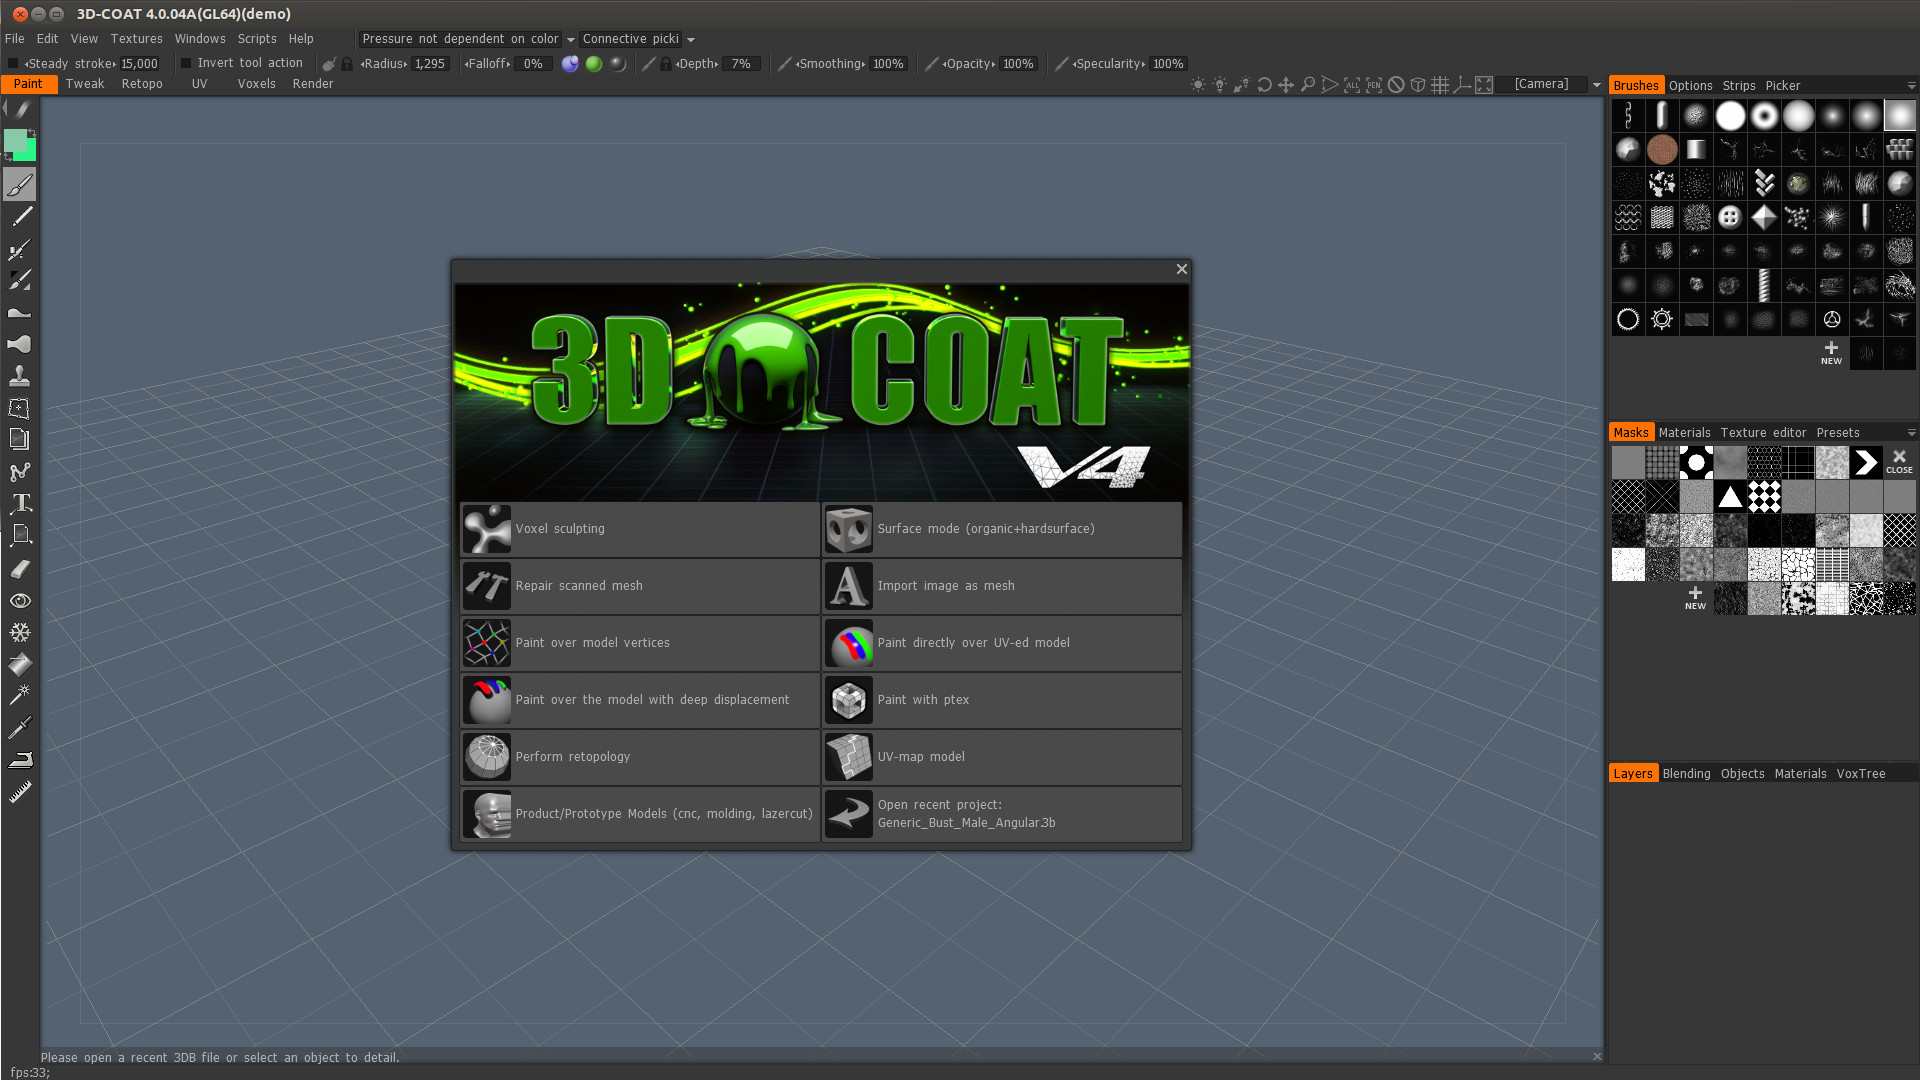 3D-COAT 4.0.04A(GL64)(demo)
File Edit View Textures Windows Scripts Help Pressure not dependent on color Connective picki
Steady stroke 15,000 Invert tool action Radius 1,295 Falloff 0% Depth 7% Smoothing 100% Opacity 100% Specularity 100%
Paint Tweak Retopo UV Voxels Render ALL PEN [Camera]
Brushes Options Strips Picker
NEW
Masks Materials Texture editor Presets
CLOSE
NEW
Layers Blending Objects Materials VoxTree
3D COAT
V4
Voxel sculpting
Surface mode (organic+hardsurface)
Repair scanned mesh
A
Import image as mesh
Paint over model vertices
Paint directly over UV-ed model
Paint over the model with deep displacement
Paint with ptex
Perform retopology
UV-map model
Product/Prototype Models (cnc, molding, lazercut)
Open recent project:
Generic_Bust_Male_Angular.3b
T
Please open a recent 3DB file or select an object to detail.
fps:33;